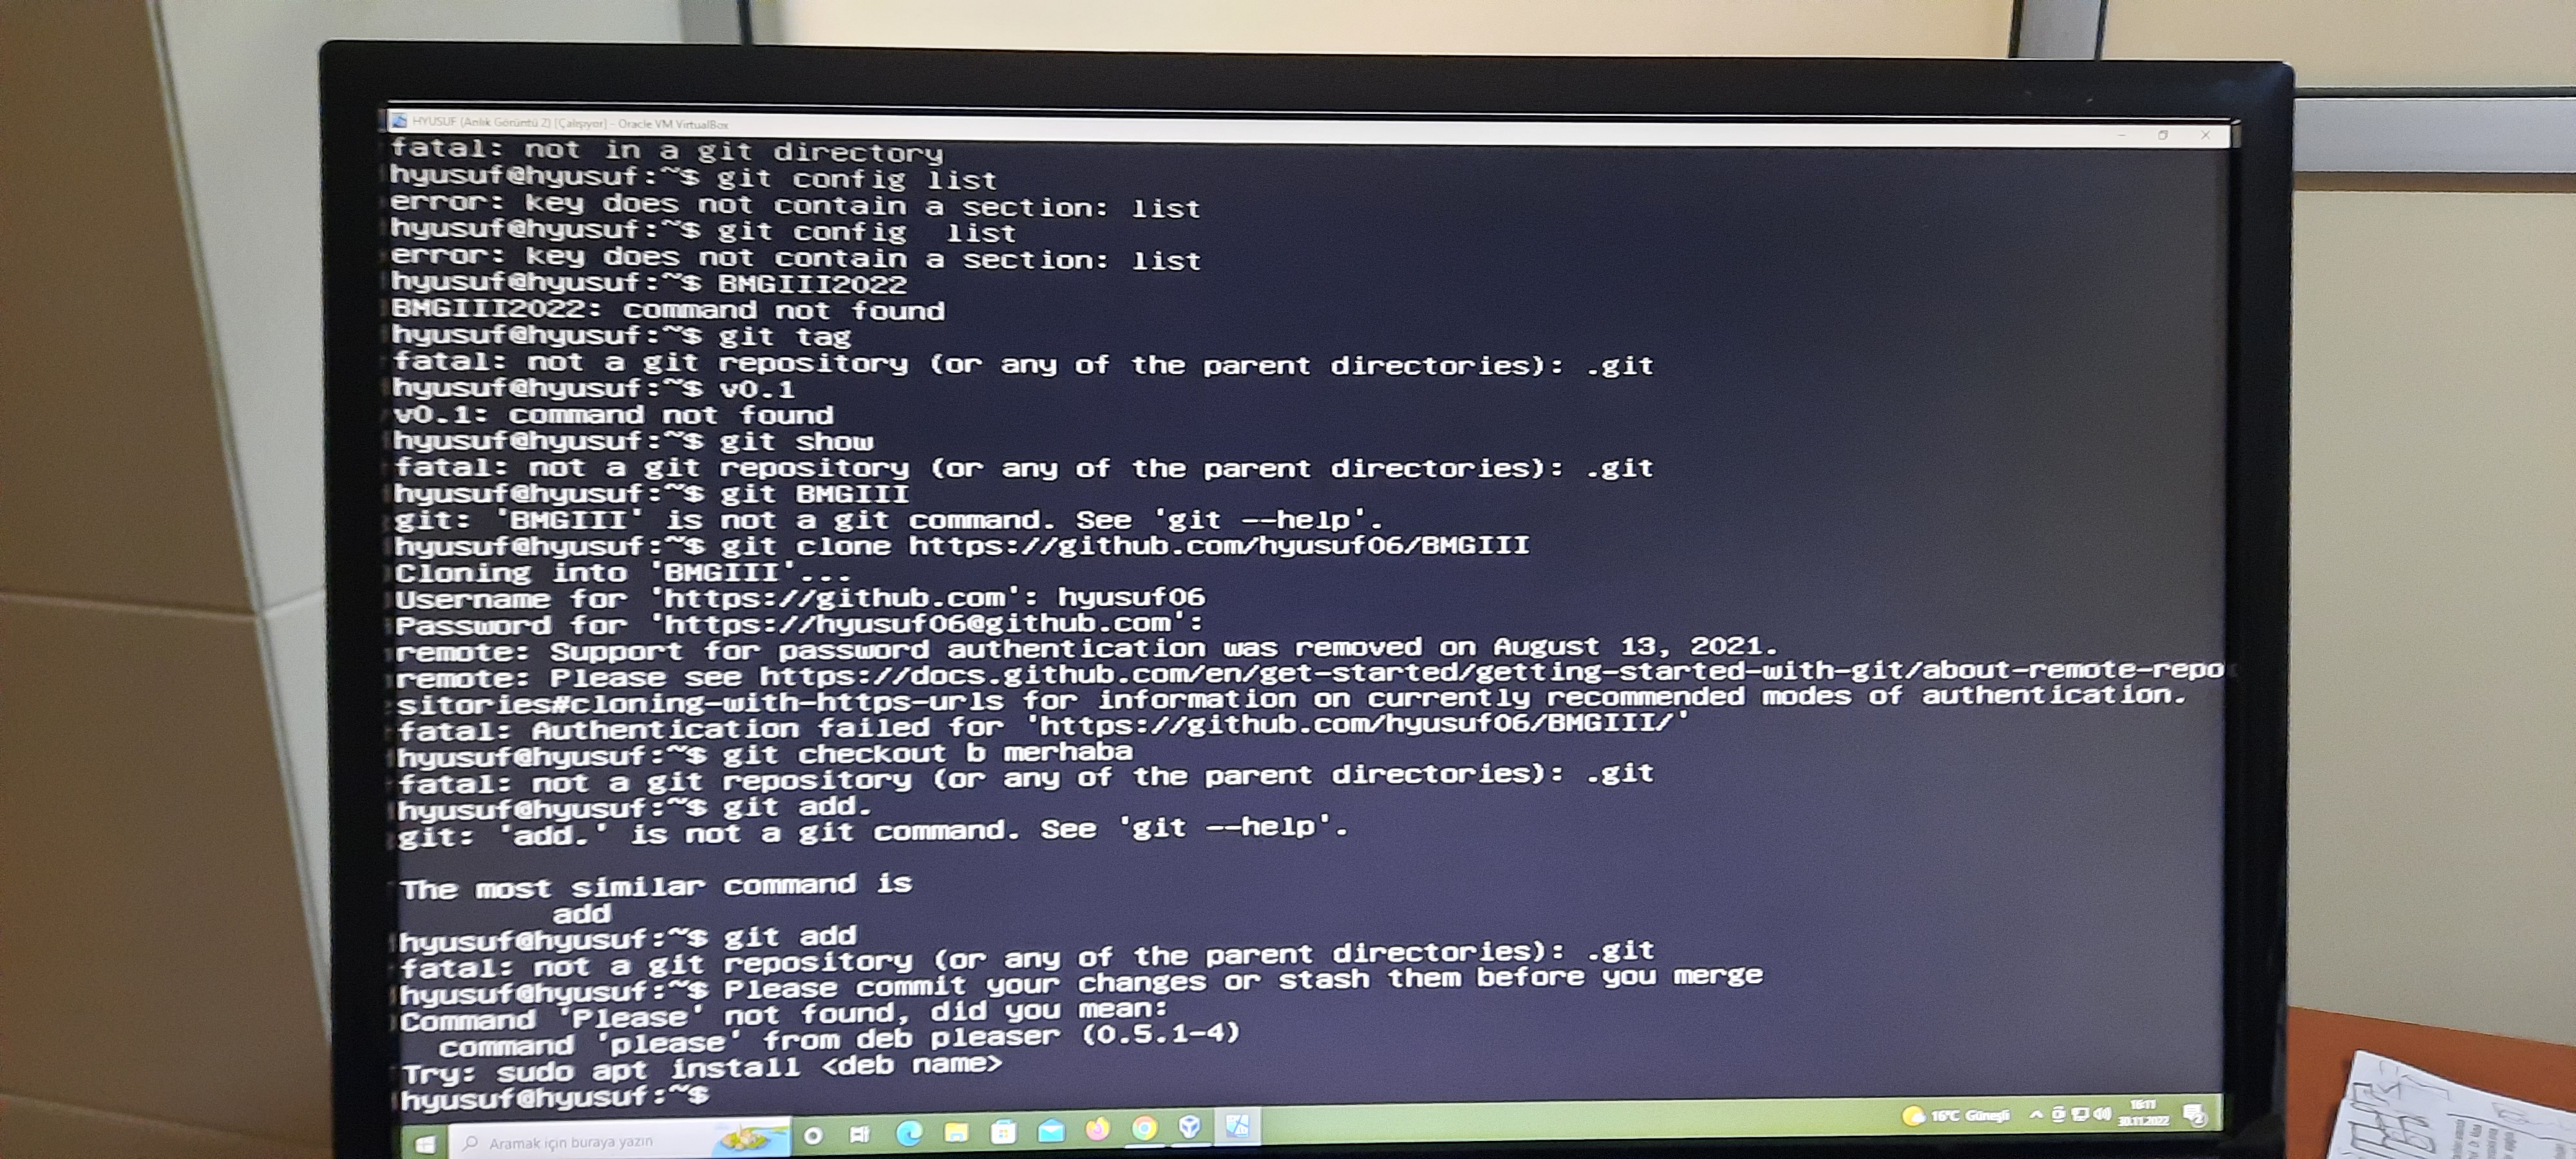 HYUSUF (Anlık Görüntü 2) [Çalışıyor] - Oracle VM VirtualBox
fatal: not in a git directory
hyusuf@hyusuf:~$ git config list
error: key does not contain a section: list
hyusuf@hyusuf:~$ git config  list
error: key does not contain a section: list
hyusuf@hyusuf:~$ BMGIII2022
BMGIII2022: command not found
hyusuf@hyusuf:~$ git tag
fatal: not a git repository (or any of the parent directories): .git
hyusuf@hyusuf:~$ v0.1
v0.1: command not found
hyusuf@hyusuf:~$ git show
fatal: not a git repository (or any of the parent directories): .git
hyusuf@hyusuf:~$ git BMGIII
git: 'BMGIII' is not a git command. See 'git --help'.
hyusuf@hyusuf:~$ git clone https://github.com/hyusuf06/BMGIII
Cloning into 'BMGIII'...
Username for 'https://github.com': hyusuf06
Password for 'https://hyusuf06@github.com':
remote: Support for password authentication was removed on August 13, 2021.
remote: Please see https://docs.github.com/en/get-started/getting-started-with-git/about-remote-repo
sitories#cloning-with-https-urls for information on currently recommended modes of authentication.
fatal: Authentication failed for 'https://github.com/hyusuf06/BMGIII/'
hyusuf@hyusuf:~$ git checkout b merhaba
fatal: not a git repository (or any of the parent directories): .git
hyusuf@hyusuf:~$ git add.
git: 'add.' is not a git command. See 'git --help'.
The most similar command is
add
hyusuf@hyusuf:~$ git add
fatal: not a git repository (or any of the parent directories): .git
hyusuf@hyusuf:~$ Please commit your changes or stash them before you merge
Command 'Please' not found, did you mean:
command 'please' from deb pleaser (0.5.1-4)
Try: sudo apt install <deb name>
hyusuf@hyusuf:~$
Aramak için buraya yazın
16°C Güneşli
16:11
30.11.2022